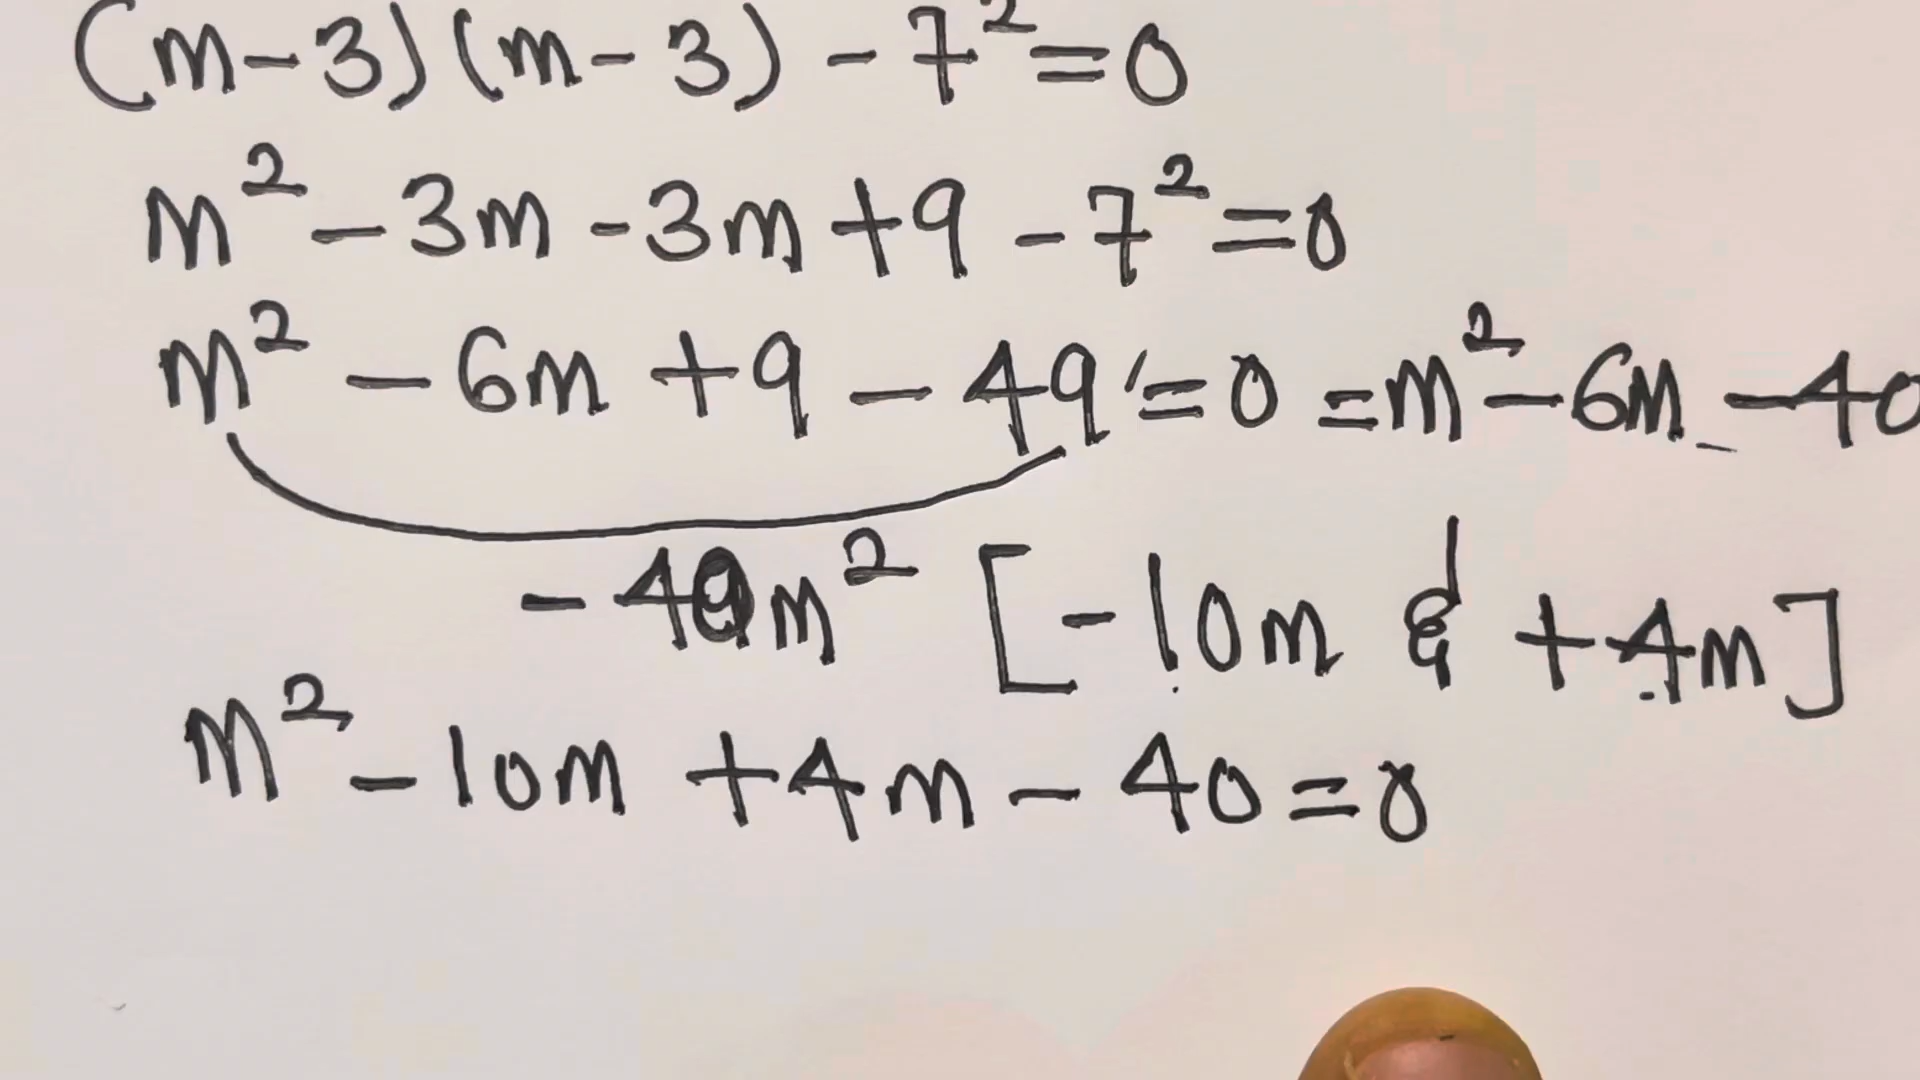 (m-3)(m-3) - 7²=0
m² - 3m - 3m + 9 - 7² = 0
m² - 6m + 9 - 49 = 0 = m² - 6m - 40
- 40m² [-10m & +4m]
m² - 10m + 4m - 40 = 0